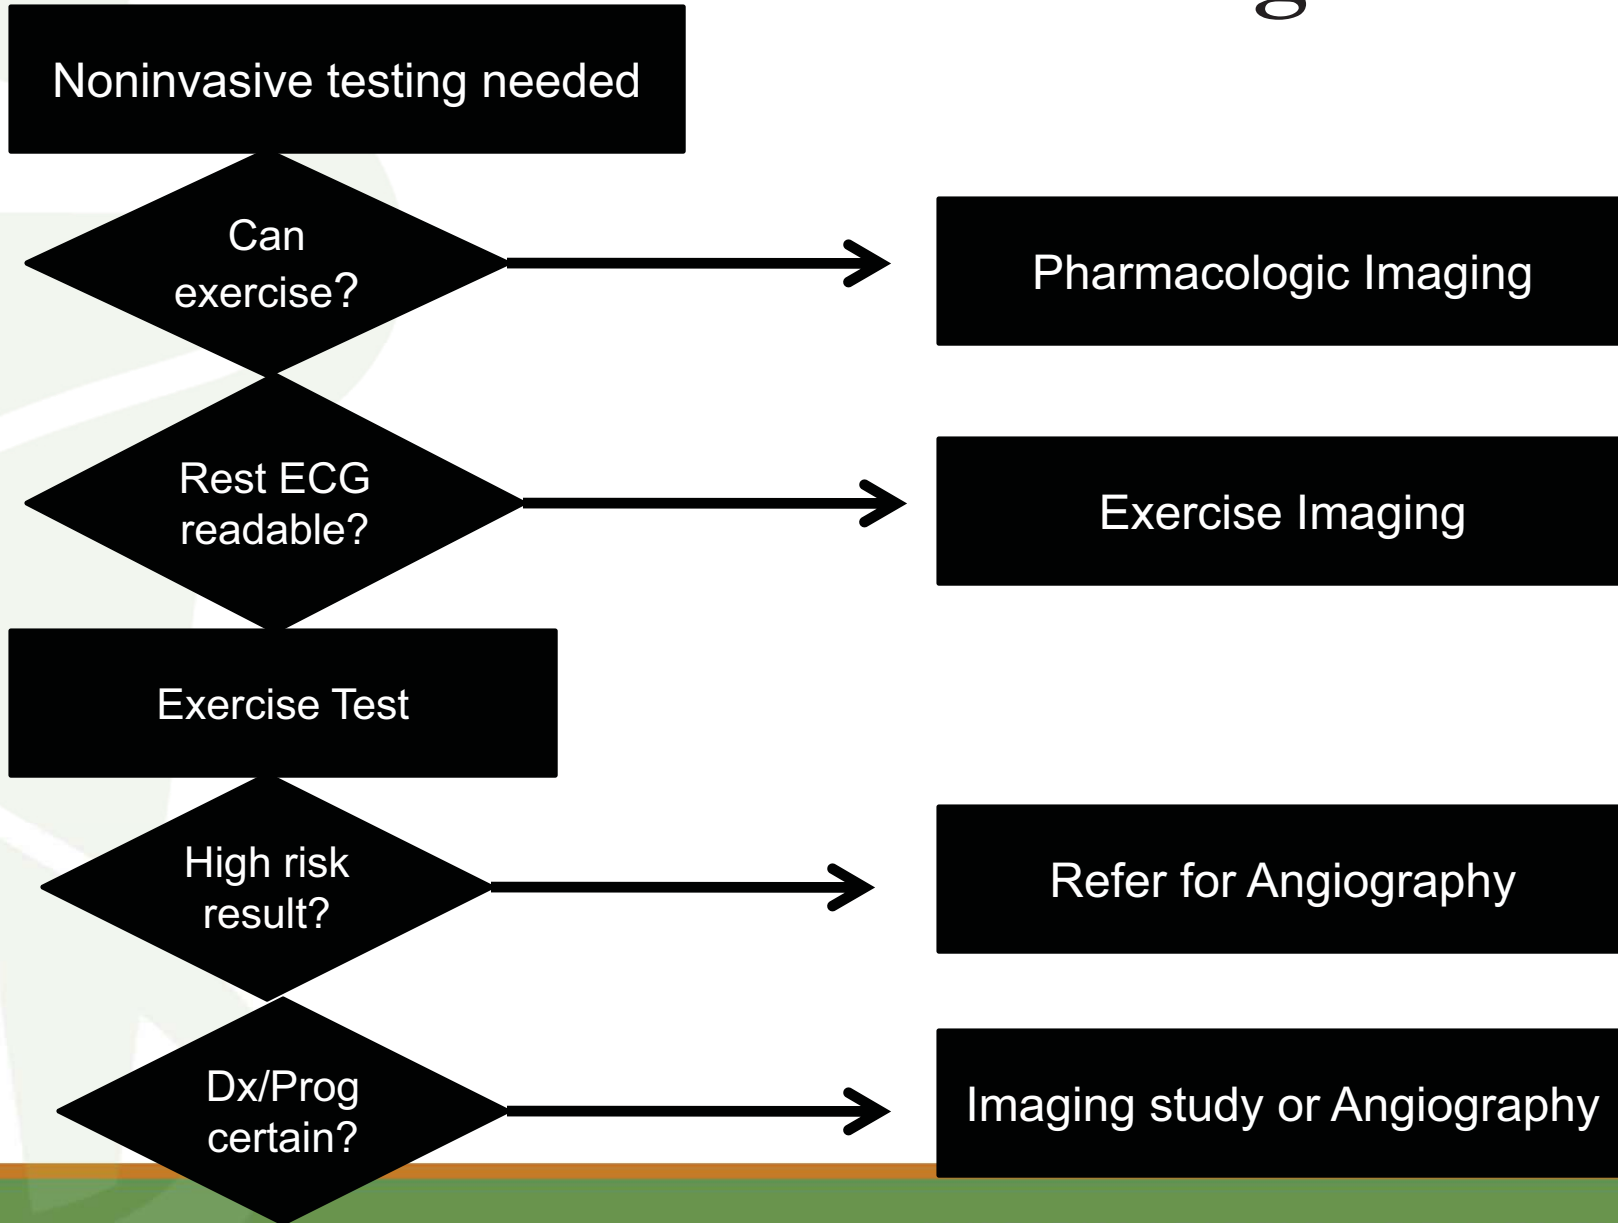 Noninvasive testing needed
Can
exercise?
Pharmacologic Imaging
Rest ECG
readable?
Exercise Imaging
Exercise Test
High risk
result?
Refer for Angiography
Dx/Prog
certain?
Imaging study or Angiography